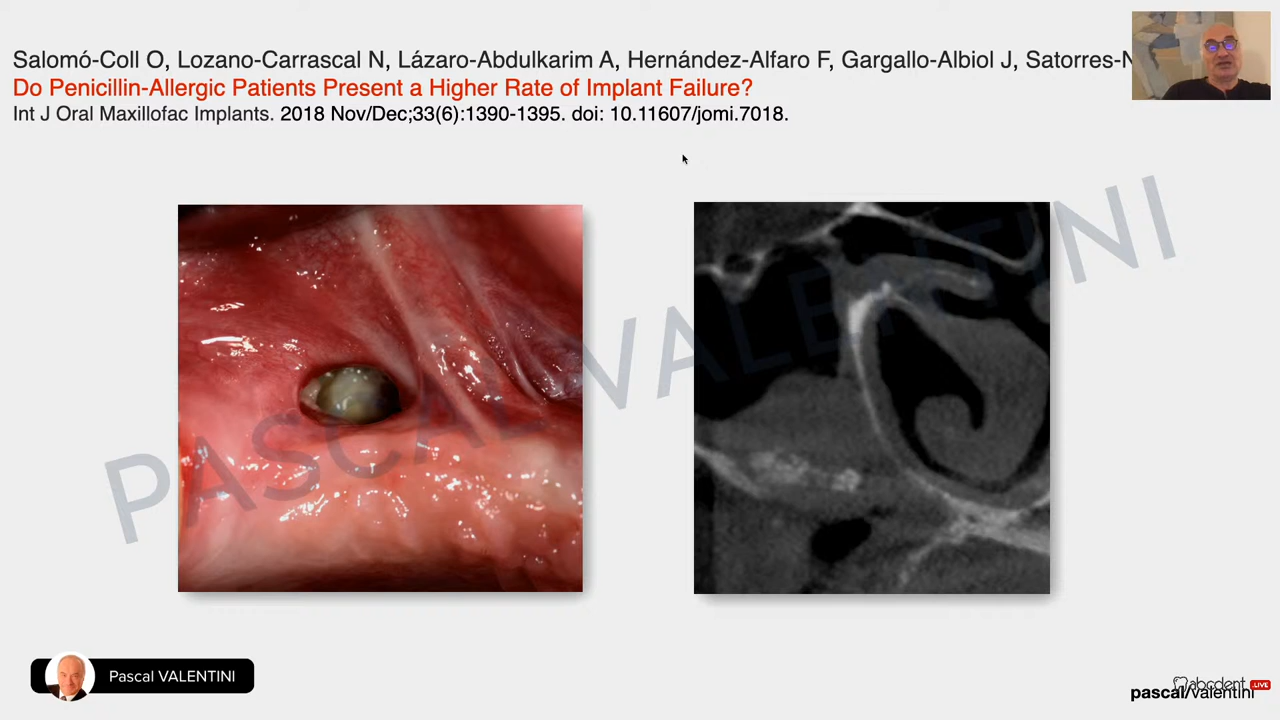 Salomó-Coll O, Lozano-Carrascal N, Lázaro-Abdulkarim A, Hernández-Alfaro F, Gargallo-Albiol J, Satorres-
Do Penicillin-Allergic Patients Present a Higher Rate of Implant Failure?
Int J Oral Maxillofac Implants. 2018 Nov/Dec;33(6):1390-1395. doi: 10.11607/jomi.7018.
PASCAL VALENTINI
Pascal VALENTINI
abcdent LIVE
pascal/valentini